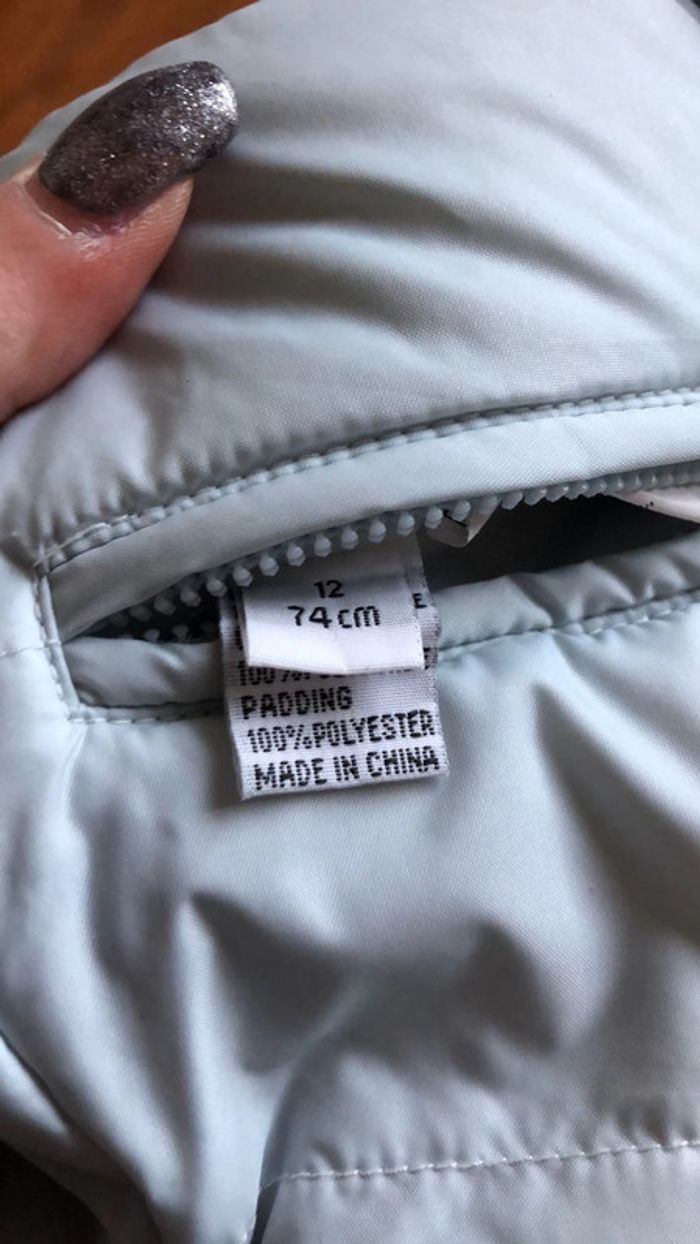 12
74cm
E
PADDING
100%POLYESTER
MADE IN CHINA